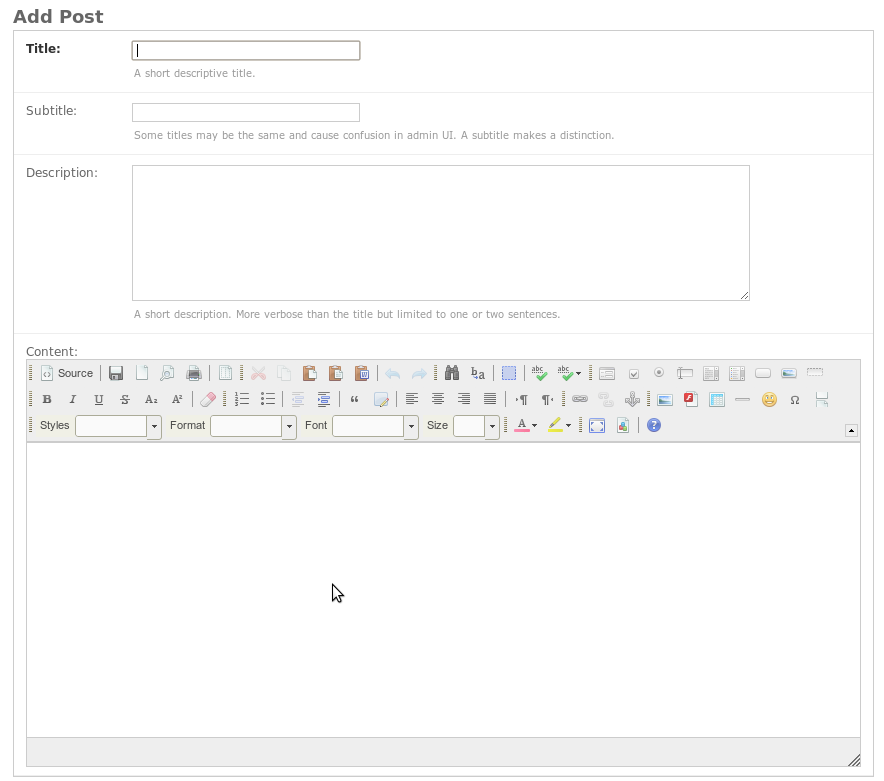 Add Post
Title:
A short descriptive title.
Subtitle:
Some titles may be the same and cause confusion in admin UI. A subtitle makes a distinction.
Description:
A short description. More verbose than the title but limited to one or two sentences.
Content:
Source
Styles Format Font Size